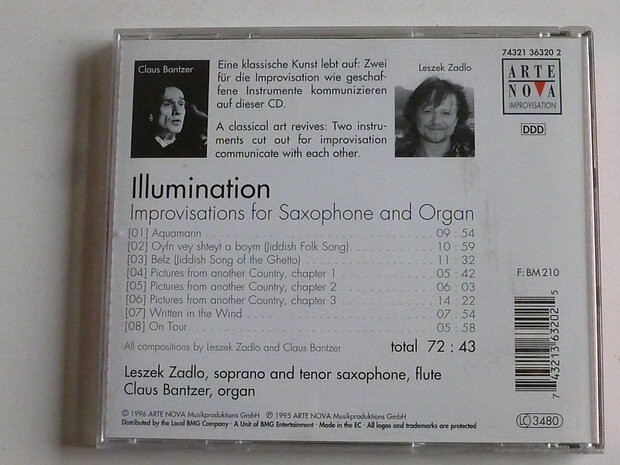 74321 36320 2
Claus Bantzer
Eine klassische Kunst lebt auf: Zwei
für die Improvisation wie geschaf-
fene Instrumente kommunizieren
auf dieser CD.
A classical art revives: Two instru-
ments cut out for improvisation
communicate with each other.
Leszek Zadlo
ARTE
NOVA
IMPROVISATION
DDD
Illumination
Improvisations for Saxophone and Organ
[01] Aquamarin 09 : 54
[02] Oyfn vey shteyt a boym (Jiddish Folk Song) 10 : 59
[03] Belz (Jiddish Song of the Ghetto) 11 : 32
[04] Pictures from another Country, chapter 1 05 : 42
[05] Pictures from another Country, chapter 2 06 : 03
[06] Pictures from another Country, chapter 3 14 : 22
[07] Written in the Wind 07 : 54
[08] On Tour 05 : 58
All compositions by Leszek Zadlo and Claus Bantzer total 72 : 43
F: BM 210
Leszek Zadlo, soprano and tenor saxophone, flute
Claus Bantzer, organ
7 43213 63202 5
© 1996 ARTE NOVA Musikproduktions GmbH ℗ 1995 ARTE NOVA Musikproduktions GmbH
Distributed by the Local BMG Company · A Unit of BMG Entertainment · Made in the EC · All logos and trademarks are protected
LC 3480